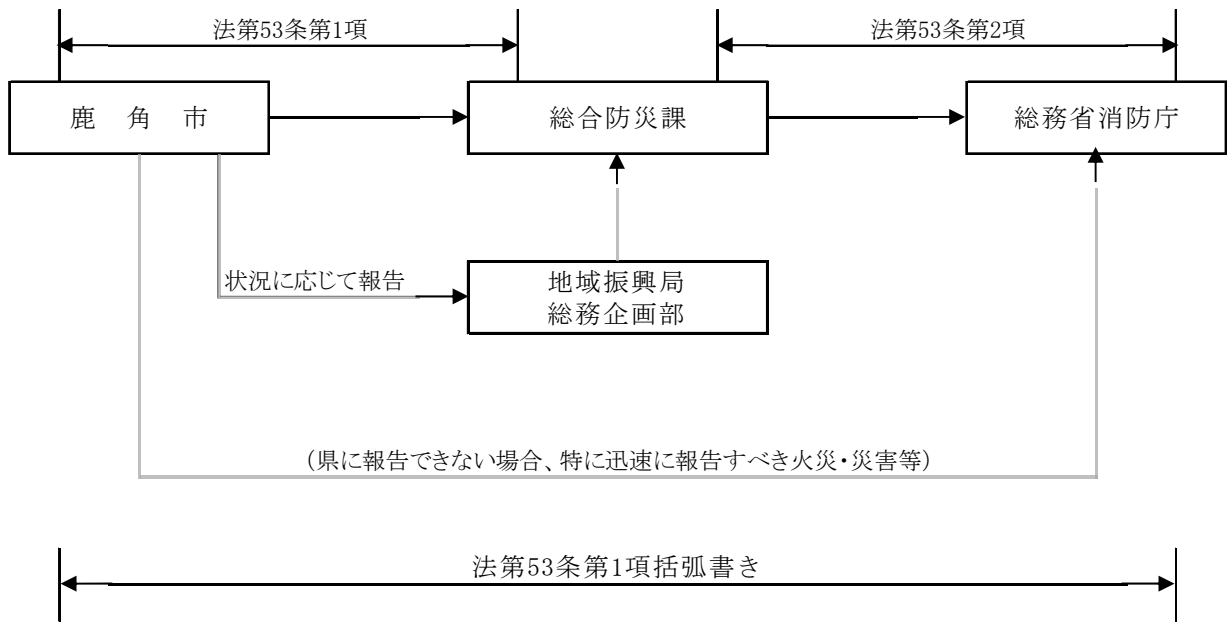 法第53条第1項
法第53条第2項
鹿角市
総合防災課
総務省消防庁
状況に応じて報告
地域振興局
総務企画部
(県に報告できない場合、特に迅速に報告すべき火災・災害等)
法第53条第1項括弧書き